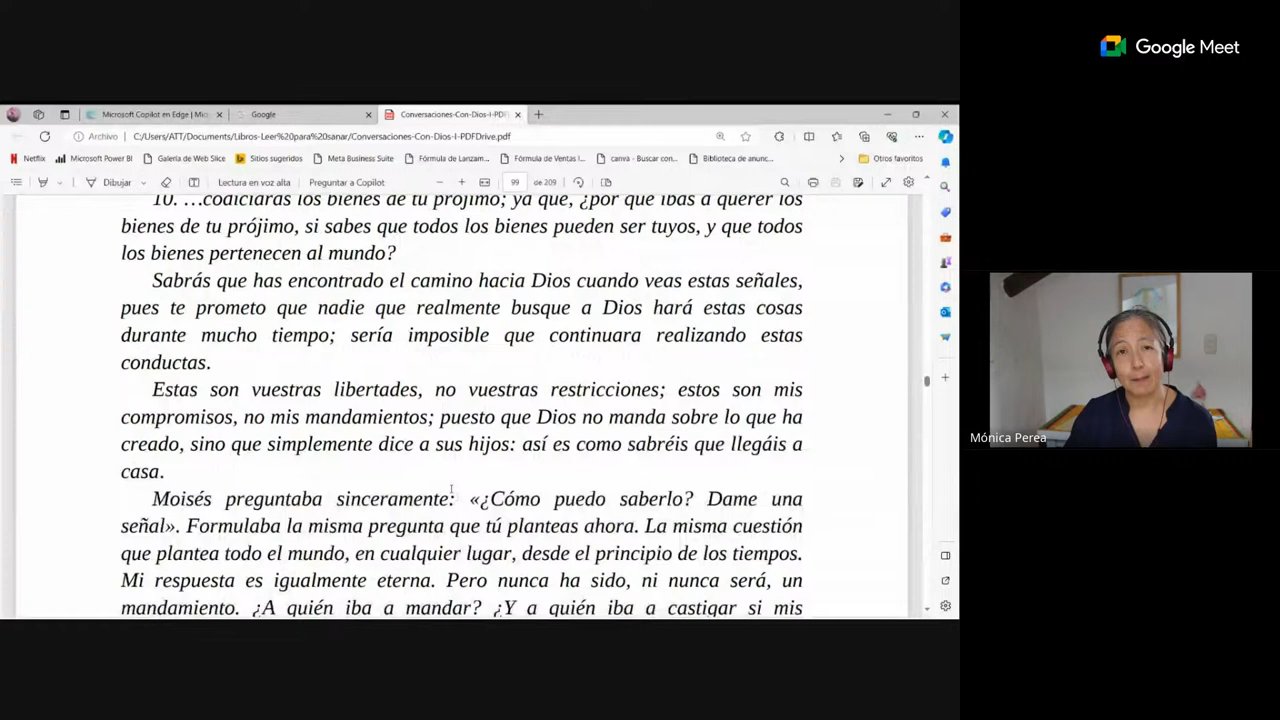 Google Meet
Microsoft Copilot en Edge | Mi
Google
Conversaciones-Con-Dios-I-PDF
Archivo
C:/Users/ATT/Documents/Libros-Leer%20para%20sanar/Conversaciones-Con-Dios-I-PDFDrive.pdf
Netflix Microsoft Power BI Galería de Web Slice Sitios sugeridos Meta Business Suite Fórmula de Lanzam... Fórmula de Ventas I... canva - Buscar con... Biblioteca de anunc... Otros favoritos
Dibujar Lectura en voz alta Preguntar a Copilot 99 de 209
10. …codiciarás los bienes de tu prójimo; ya que, ¿por qué ibas a querer los
bienes de tu prójimo, si sabes que todos los bienes pueden ser tuyos, y que todos
los bienes pertenecen al mundo?
Sabrás que has encontrado el camino hacia Dios cuando veas estas señales,
pues te prometo que nadie que realmente busque a Dios hará estas cosas
durante mucho tiempo; sería imposible que continuara realizando estas
conductas.
Estas son vuestras libertades, no vuestras restricciones; estos son mis
compromisos, no mis mandamientos; puesto que Dios no manda sobre lo que ha
creado, sino que simplemente dice a sus hijos: así es como sabréis que llegáis a
casa.
Moisés preguntaba sinceramente: «¿Cómo puedo saberlo? Dame una
señal». Formulaba la misma pregunta que tú planteas ahora. La misma cuestión
que plantea todo el mundo, en cualquier lugar, desde el principio de los tiempos.
Mi respuesta es igualmente eterna. Pero nunca ha sido, ni nunca será, un
mandamiento. ¿A quién iba a mandar? ¿Y a quién iba a castigar si mis
Mónica Perea